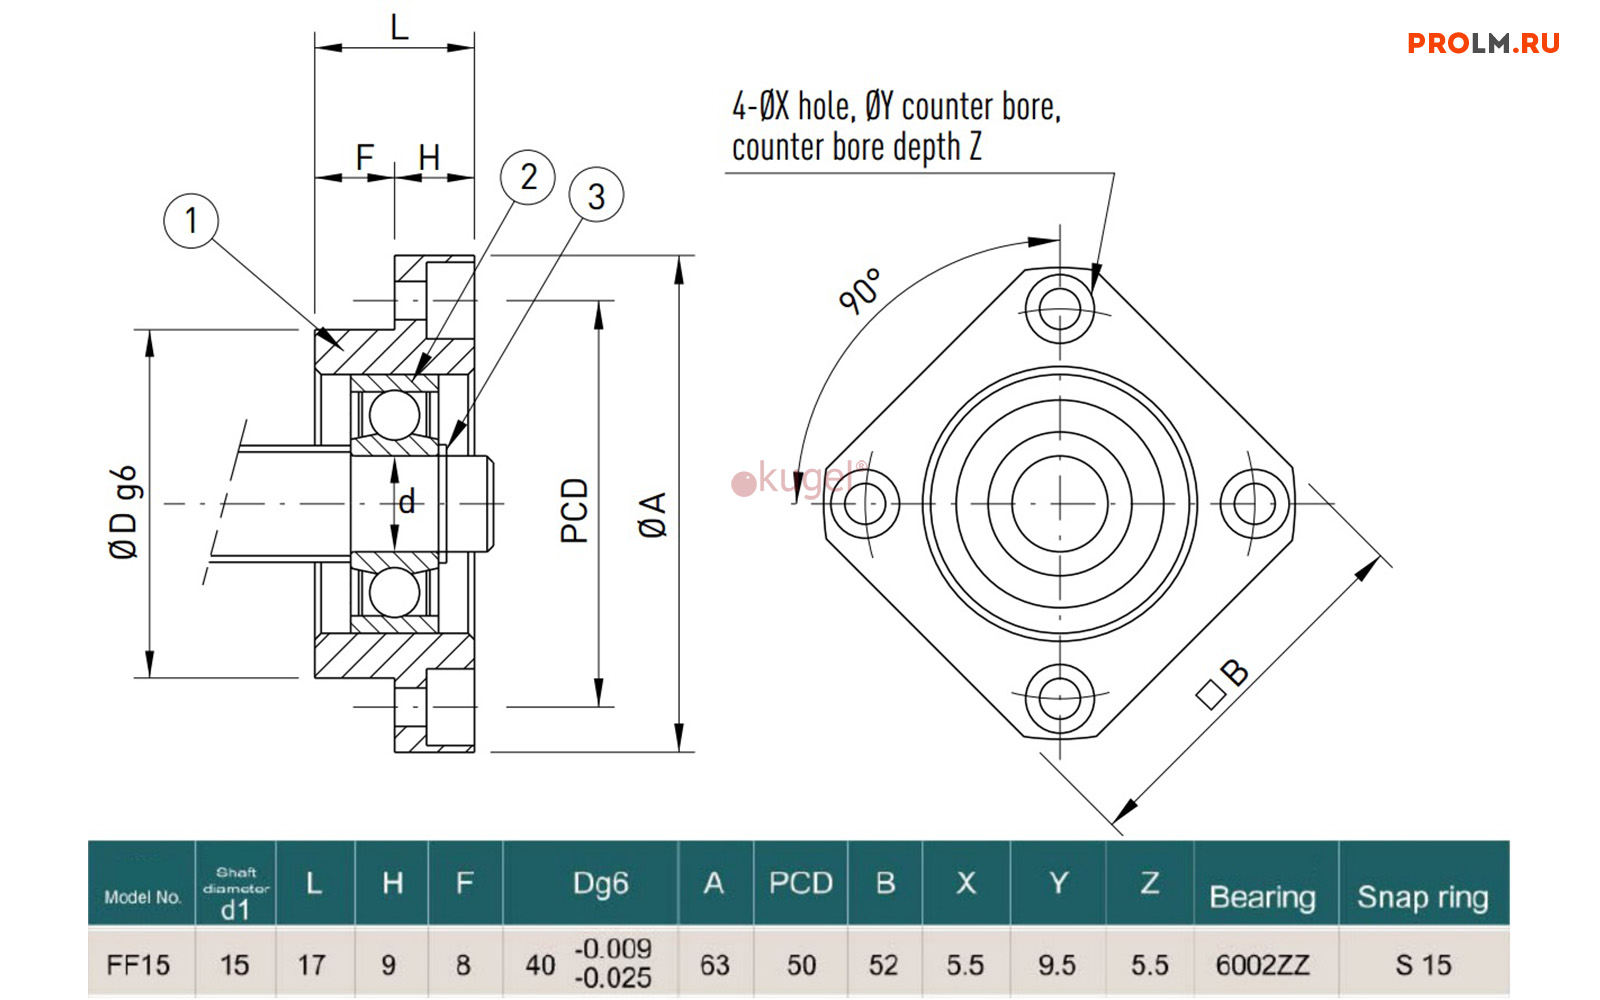 L
PROLM.RU
4-ØX hole, ØY counter bore,
counter bore depth Z
F
H
2
3
1
90°
ØD g6
d
PCD
ØA
kugel®
□B
Model No. Shaft diameter d1 L H F Dg6 A PCD B X Y Z Bearing Snap ring
FF15 15 17 9 8 40 -0.009 -0.025 63 50 52 5.5 9.5 5.5 6002ZZ S 15